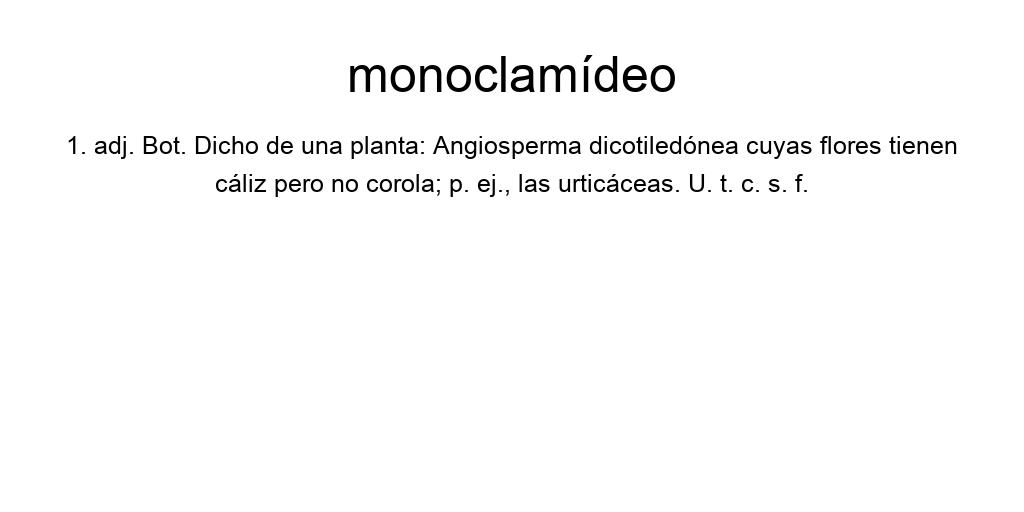 monoclamídeo
1. adj. Bot. Dicho de una planta: Angiosperma dicotiledónea cuyas flores tienen
cáliz pero no corola; p. ej., las urticáceas. U. t. c. s. f.